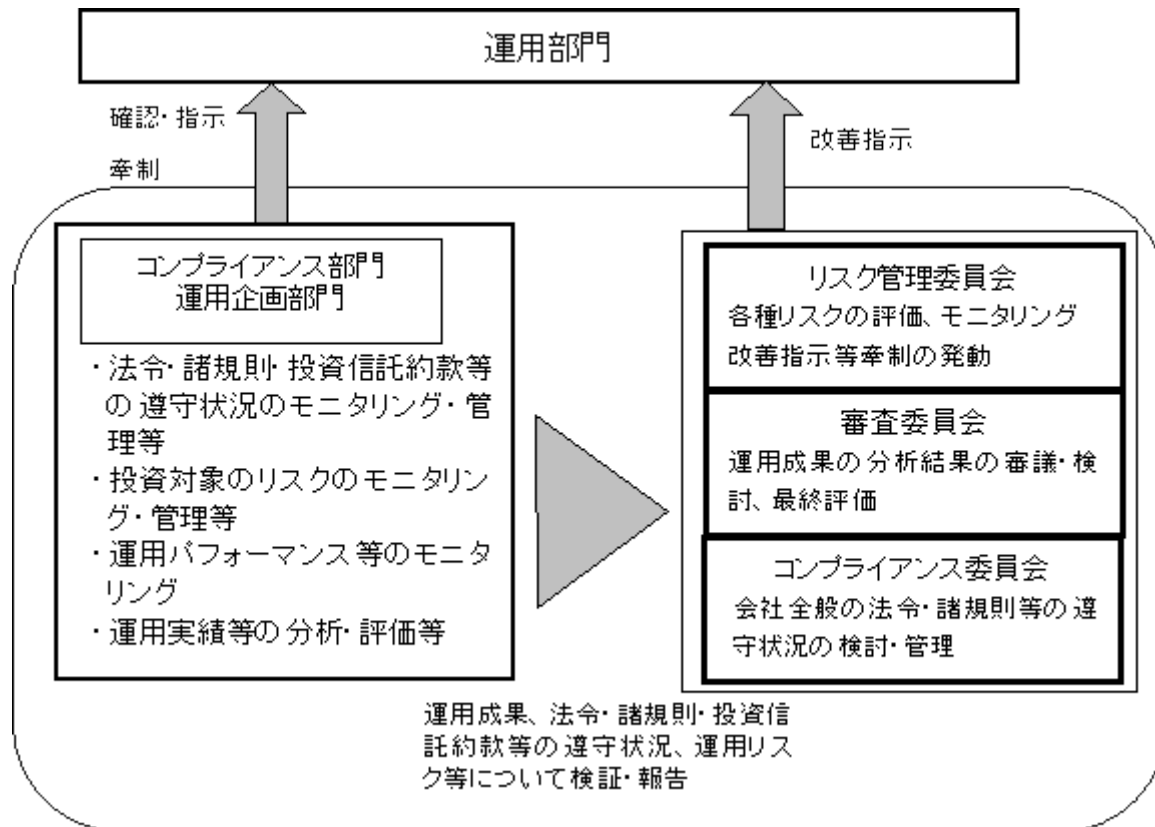 運用部門
確認・指示
牽制
改善指示
コンプライアンス部門
運用企画部門
・法令・諸規則・投資信託約款等
の遵守状況のモニタリング・管
理等
・投資対象のリスクのモニタリン
グ・管理等
・運用パフォーマンス等のモニタ
リング
・運用実績等の分析・評価等
リスク管理委員会
各種リスクの評価、モニタリング
改善指示等牽制の発動
審査委員会
運用成果の分析結果の審議・検
討、最終評価
コンプライアンス委員会
会社全般の法令・諸規則等の遵
守状況の検討・管理
運用成果、法令・諸規則・投資信
託約款等の遵守状況、運用リス
ク等について検証・報告